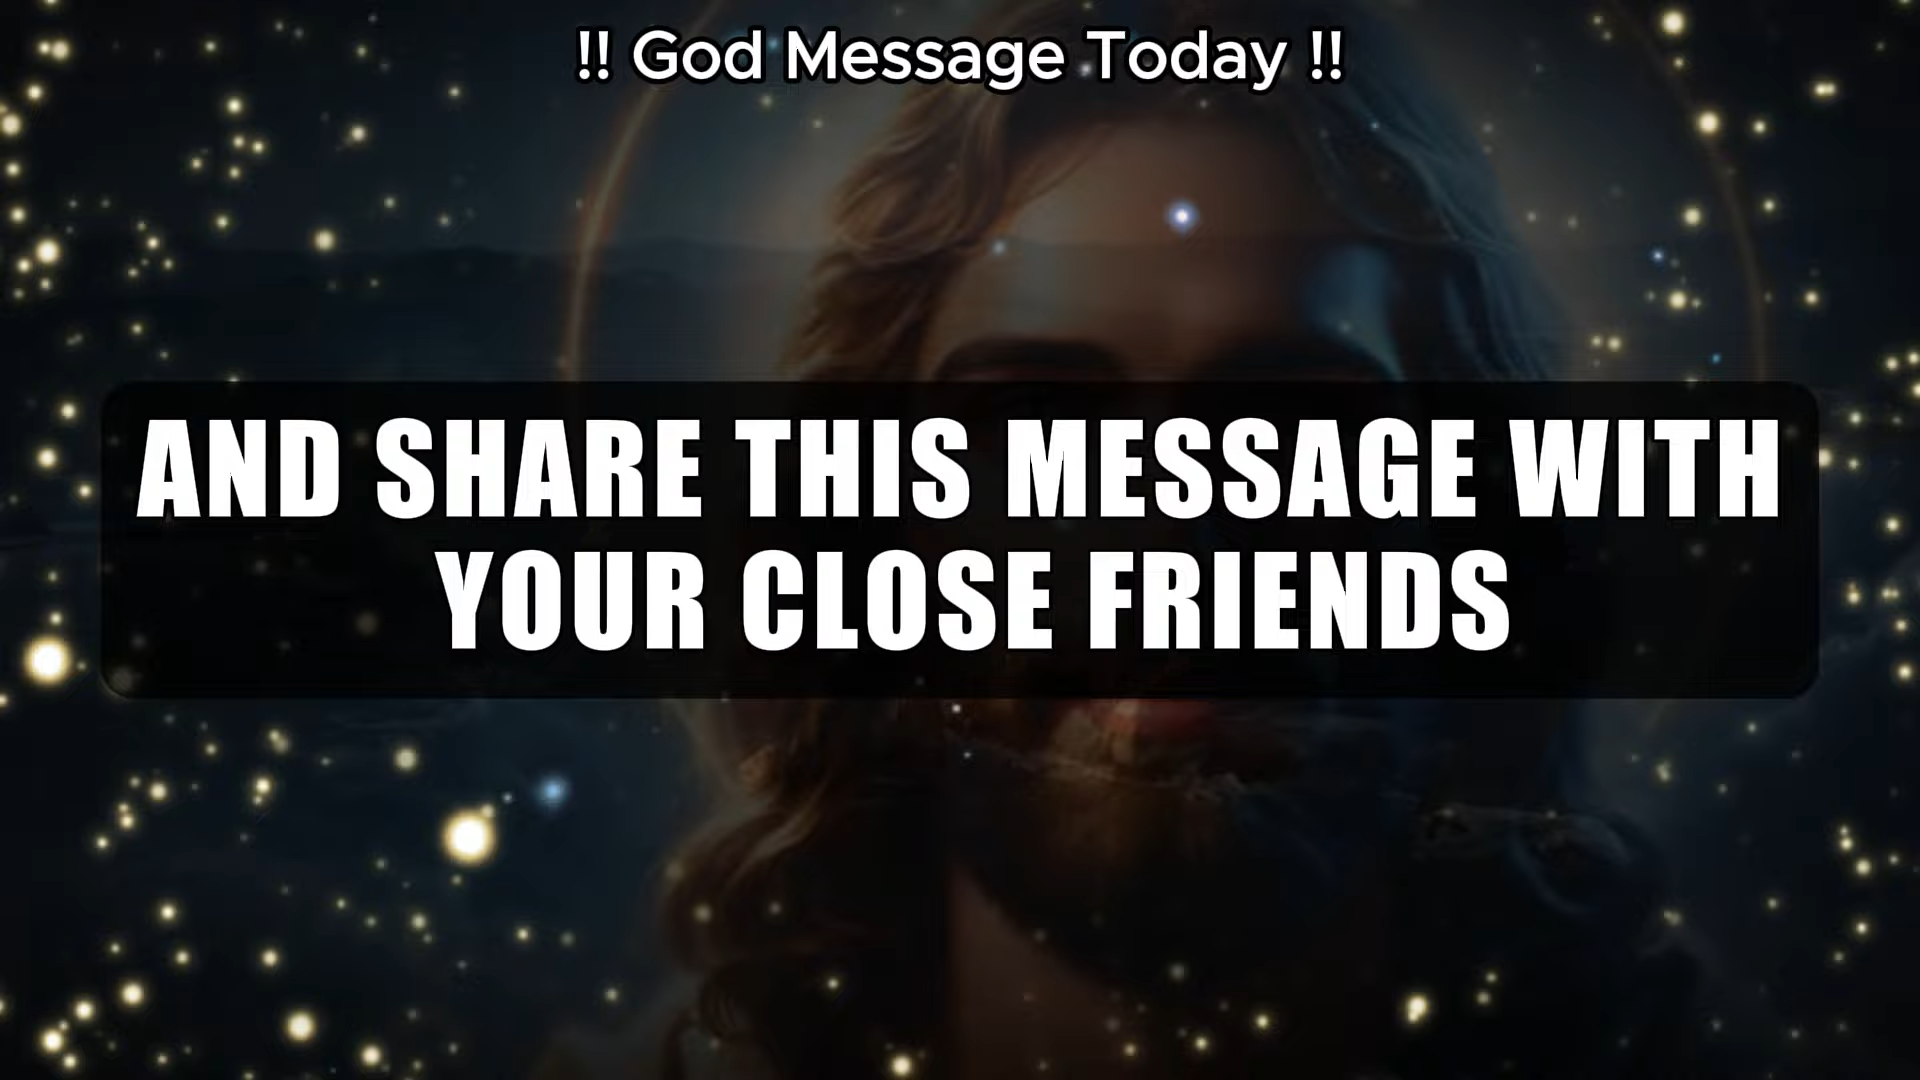 !! God Message Today !!
AND SHARE THIS MESSAGE WITH
YOUR CLOSE FRIENDS